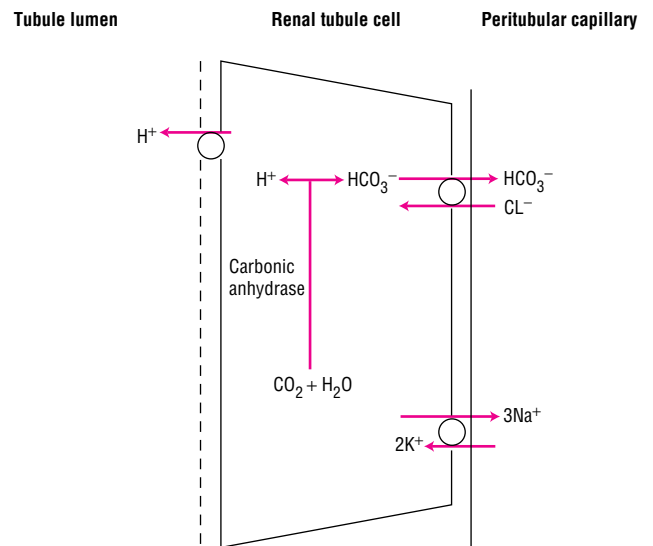 Tubule lumen
Renal tubule cell
Peritubular capillary
H⁺
H⁺
HCO₃⁻
HCO₃⁻
CL⁻
Carbonic
anhydrase
CO₂ + H₂O
3Na⁺
2K⁺